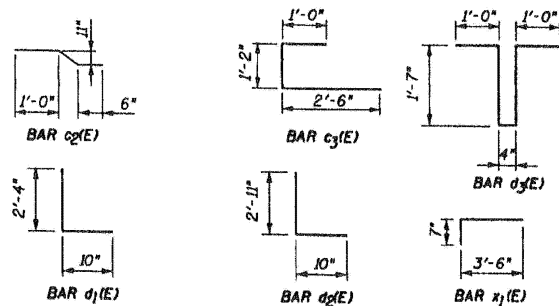 11"
1'-0"
6"
BAR c2(E)
1'-0"
1'-2"
2'-6"
BAR c3(E)
1'-0"
1'-0"
1'-7"
4"
BAR d3(E)
2'-4"
10"
BAR d1(E)
2'-11"
10"
BAR d2(E)
7"
3'-6"
BAR x1(E)